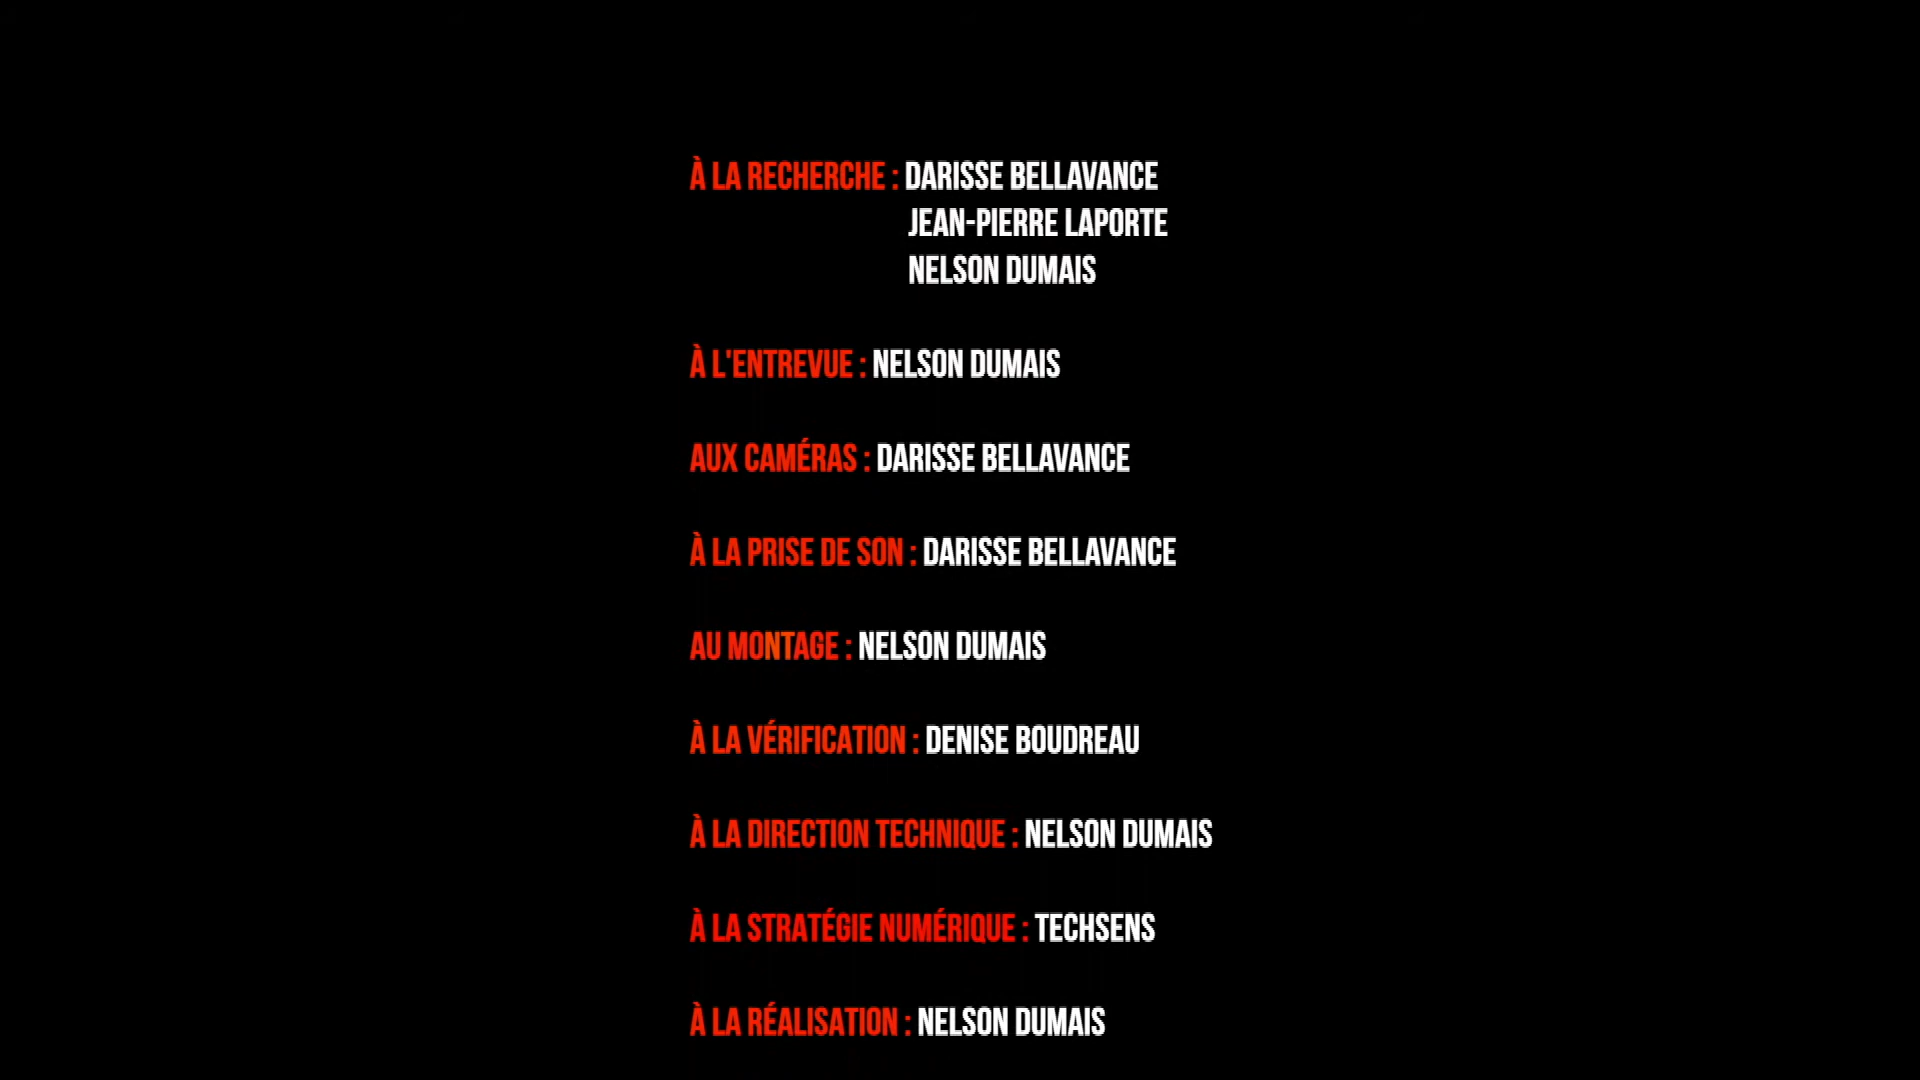 À LA RECHERCHE : DARISSE BELLAVANCE
JEAN-PIERRE LAPORTE
NELSON DUMAIS
À L'ENTREVUE : NELSON DUMAIS
AUX CAMÉRAS : DARISSE BELLAVANCE
À LA PRISE DE SON : DARISSE BELLAVANCE
AU MONTAGE : NELSON DUMAIS
À LA VÉRIFICATION : DENISE BOUDREAU
À LA DIRECTION TECHNIQUE : NELSON DUMAIS
À LA STRATÉGIE NUMÉRIQUE : TECHSENS
À LA RÉALISATION : NELSON DUMAIS